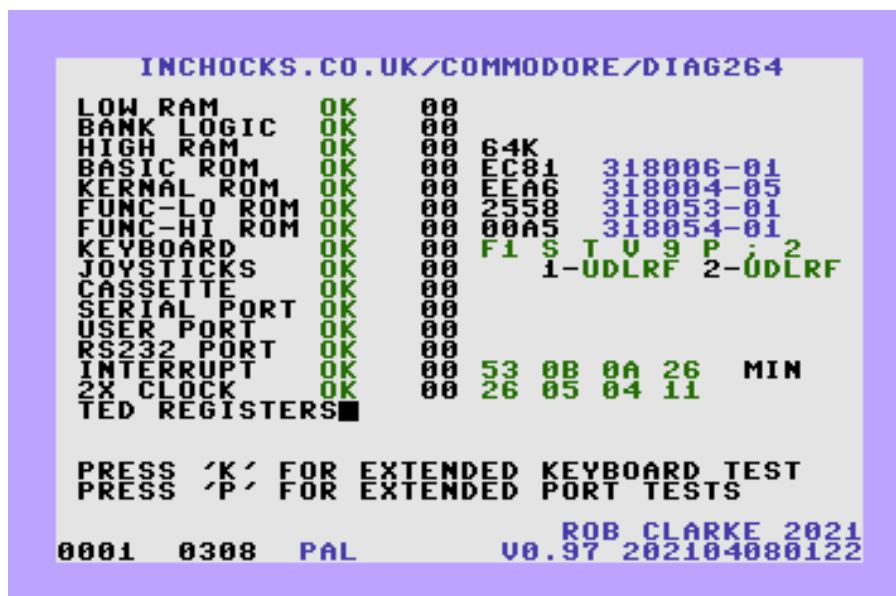 INCHOCKS.CO.UK/COMMODORE/DIAG264
LOW RAM OK 00
BANK LOGIC OK 00
HIGH RAM OK 00 64K
BASIC ROM OK 00 EC81 318006-01
KERNAL ROM OK 00 EEA6 318004-05
FUNC-LO ROM OK 00 2558 318053-01
FUNC-HI ROM OK 00 00A5 318054-01
KEYBOARD OK 00 F1 S T V 9 P ; 2
JOYSTICKS OK 00 1-UDLRF 2-UDLRF
CASSETTE OK 00
SERIAL PORT OK 00
USER PORT OK 00
RS232 PORT OK 00
INTERRUPT OK 00 53 0B 0A 26 MIN
2X CLOCK OK 00 26 05 04 11
TED REGISTERS
PRESS 'K' FOR EXTENDED KEYBOARD TEST
PRESS 'P' FOR EXTENDED PORT TESTS
ROB CLARKE 2021
0001 0308 PAL V0.97 202104080122